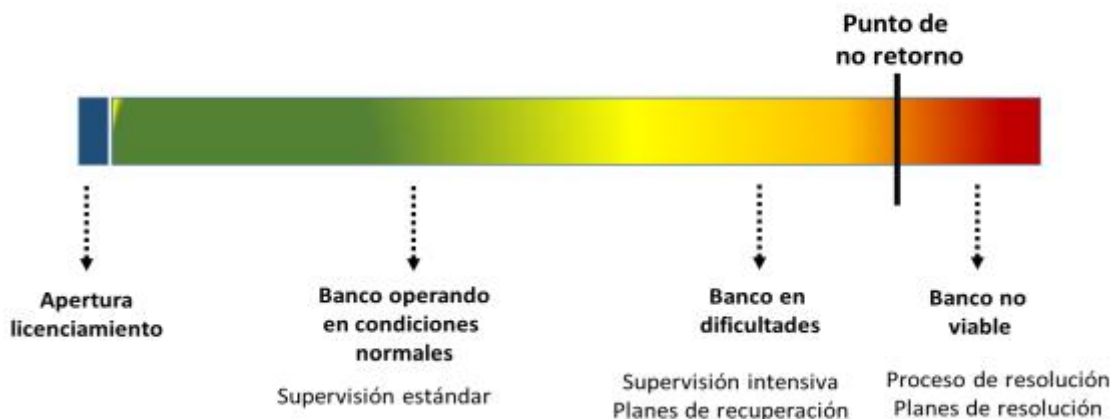 Punto de
no retorno
Apertura
licenciamiento
Banco operando
en condiciones
normales
Supervisión estándar
Banco en
dificultades
Supervisión intensiva
Planes de recuperación
Banco no
viable
Proceso de resolución
Planes de resolución